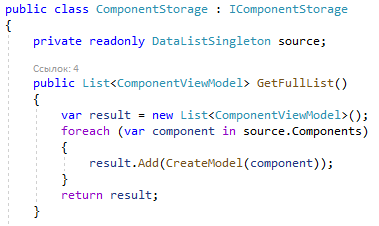 public class ComponentStorage : IComponentStorage
{
private readonly DataListSingleton source;
Ссылок: 4
public List<ComponentViewModel> GetFullList()
{
var result = new List<ComponentViewModel>();
foreach (var component in source.Components)
{
result.Add(CreateModel(component));
}
return result;
}